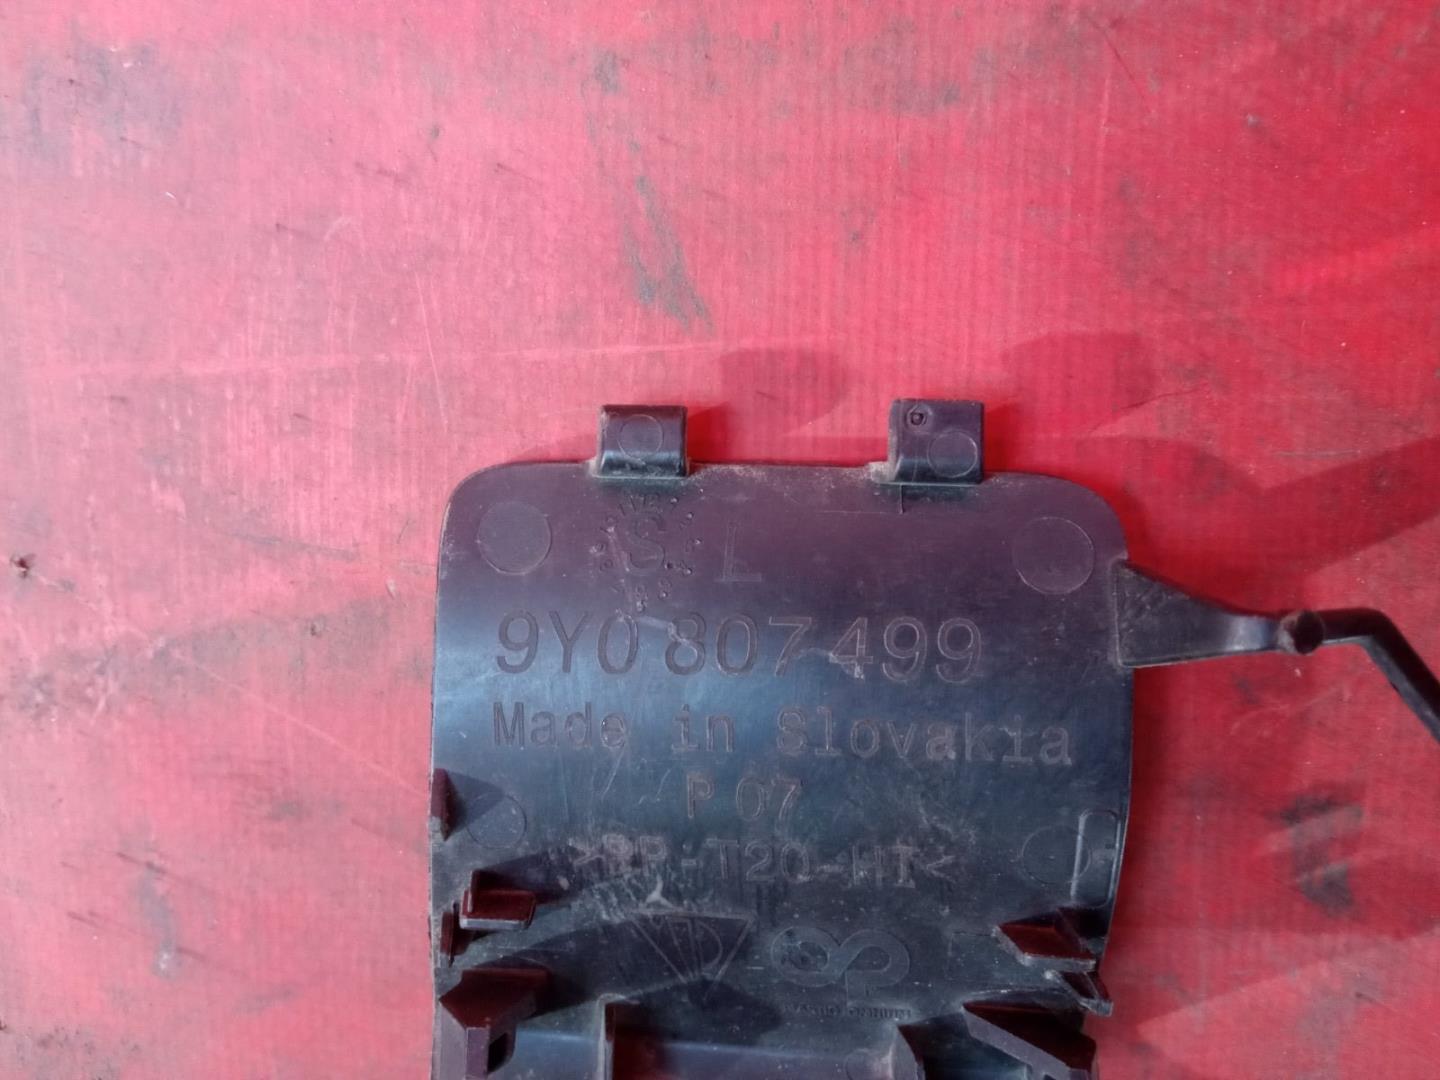 S L
9Y0 807 499
Made in Slovakia
P 07
>PP-T20-HI<